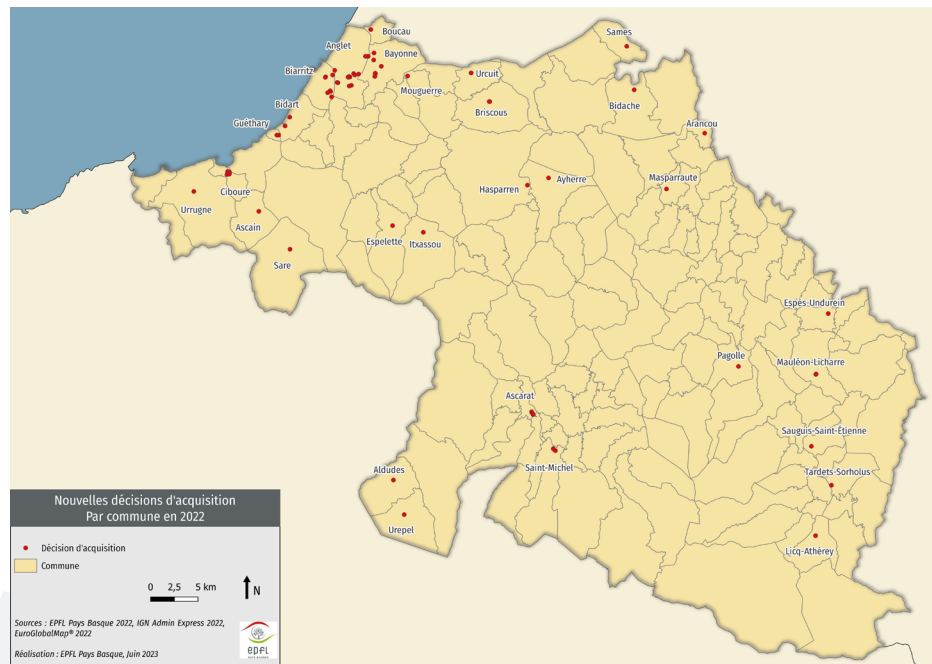 Boucau
Sames
Anglet
Bayonne
Biarritz
Urcuit
Mouguerre
Bidache
Bidart
Briscous
Guéthary
Arancou
Ciboure
Hasparren
Ayherre
Masparraute
Urrugne
Ascain
Espelette
Itxassou
Sare
Espès-Undurein
Pagolle
Mauléon-Licharre
Ascarat
Sauguis-Saint-Étienne
Saint-Michel
Aldudes
Tardets-Sorholus
Urepel
Licq-Athérey
Nouvelles décisions d'acquisition
Par commune en 2022
Décision d'acquisition
Commune
0 2,5 5 km
N
Sources : EPFL Pays Basque 2022, IGN Admin Express 2022,
EuroGlobalMap® 2022
Réalisation : EPFL Pays Basque, Juin 2023
epfl
PAYS BASQUE